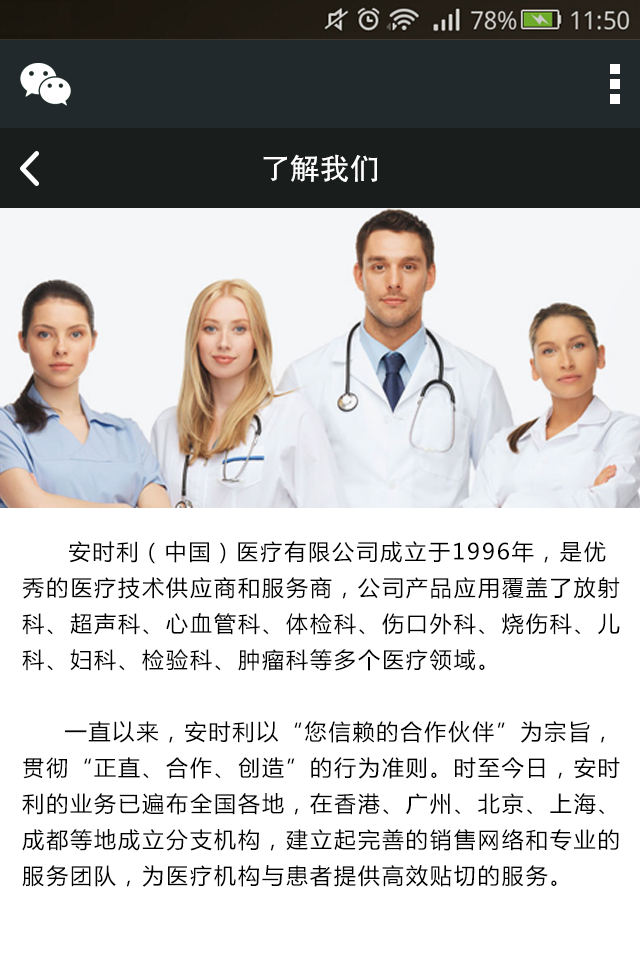 78% 11:50
了解我们
安时利（中国）医疗有限公司成立于1996年，是优
秀的医疗技术供应商和服务商，公司产品应用覆盖了放射
科、超声科、心血管科、体检科、伤口外科、烧伤科、儿
科、妇科、检验科、肿瘤科等多个医疗领域。
一直以来，安时利以“您信赖的合作伙伴”为宗旨，
贯彻“正直、合作、创造”的行为准则。时至今日，安时
利的业务已遍布全国各地，在香港、广州、北京、上海、
成都等地成立分支机构，建立起完善的销售网络和专业的
服务团队，为医疗机构与患者提供高效贴切的服务。